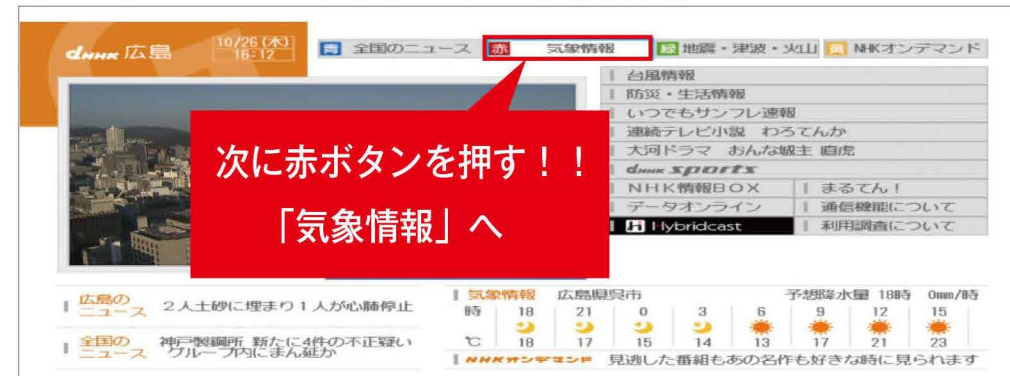 dNHK 広島
10/26(木)
16:12
青 全国のニュース 赤 気象情報 緑 地震・津波・火山 黄 NHKオンデマンド
台風情報
防災・生活情報
いつでもサンフレ速報
連続テレビ小説 わろてんか
大河ドラマ おんな城主 直虎
dNHK sports
NHK情報BOX まるてん!
データオンライン 通信機能について
Hybridcast 利用調査について
次に赤ボタンを押す!!
「気象情報」へ
広島のニュース 2人土砂に埋まり1人が心肺停止
全国のニュース 神戸製鋼所 新たに4件の不正疑い
グループ内にまん延か
気象情報 広島県呉市 予想降水量 18時 0mm/時
時 18 21 0 3 6 9 12 15
℃ 18 17 15 14 13 17 21 23
NHKオンデマンド 見逃した番組もあの名作も好きな時に見られます